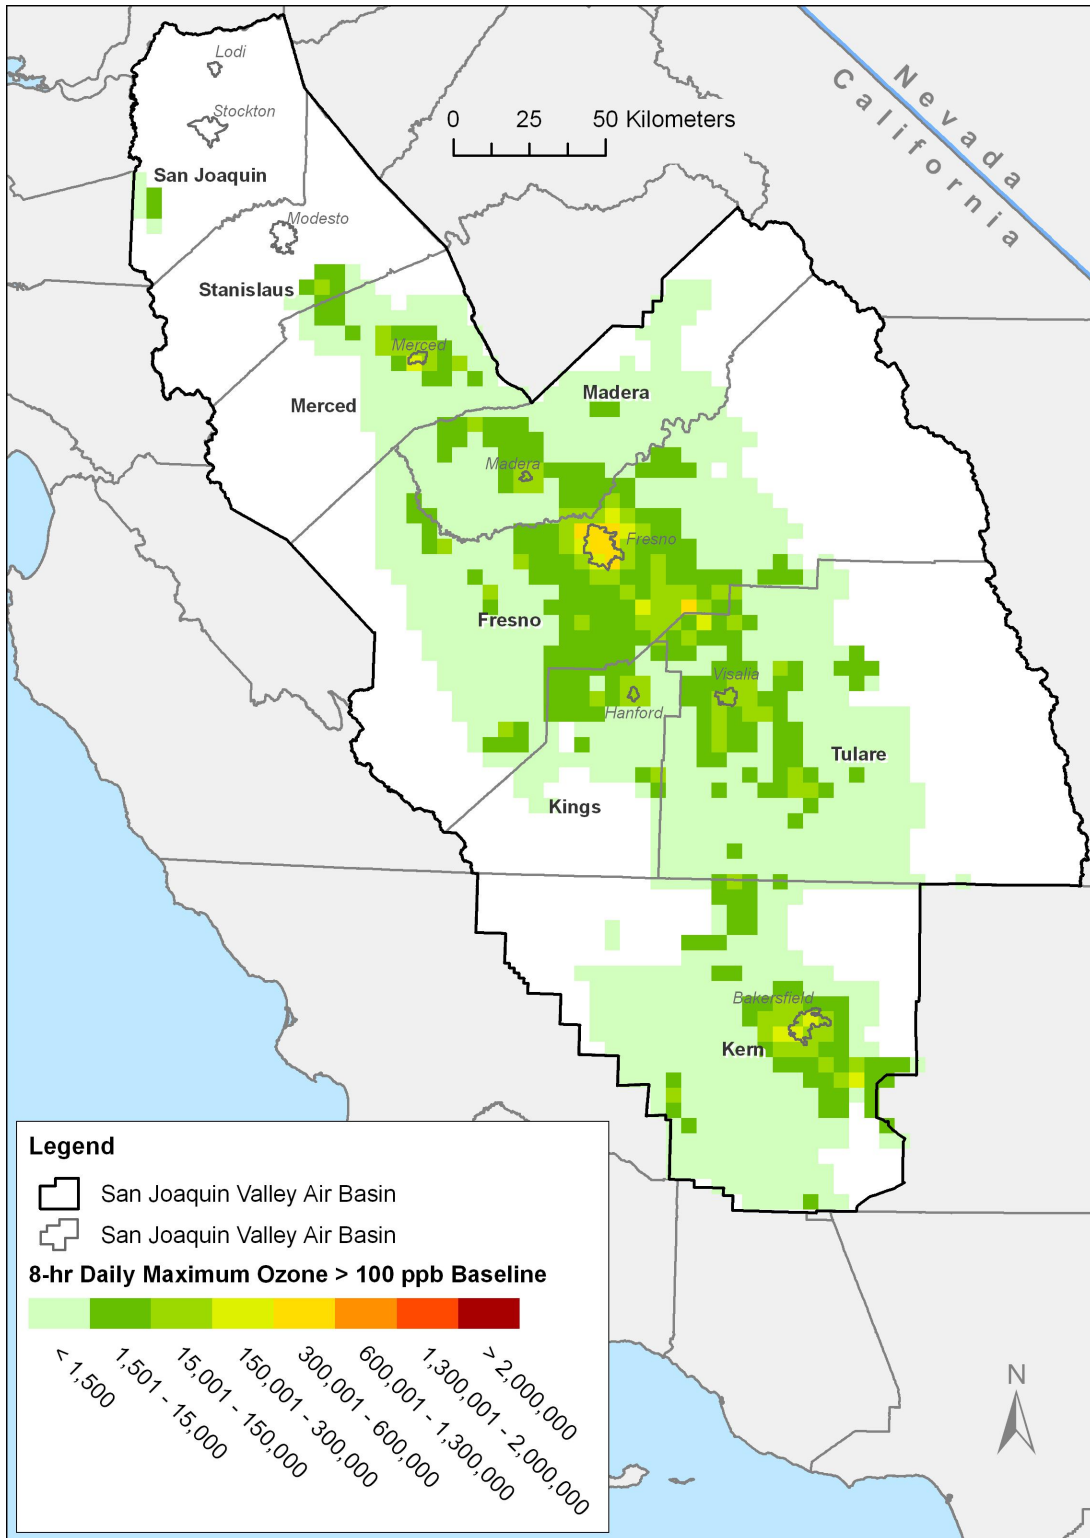 Lodi
Stockton
San Joaquin
Modesto
Stanislaus
0 25 50 Kilometers
Nevada
California
Merced
Merced
Madera
Madera
Fresno
Fresno
Visalia
Hanford
Tulare
Kings
Bakersfield
Kern
Legend
San Joaquin Valley Air Basin
San Joaquin Valley Air Basin
8-hr Daily Maximum Ozone > 100 ppb Baseline
< 1,500
1,501 - 15,000
15,001 - 150,000
150,001 - 300,000
300,001 - 600,000
600,001 - 1,300,000
1,300,001 - 2,000,000
> 2,000,000
N